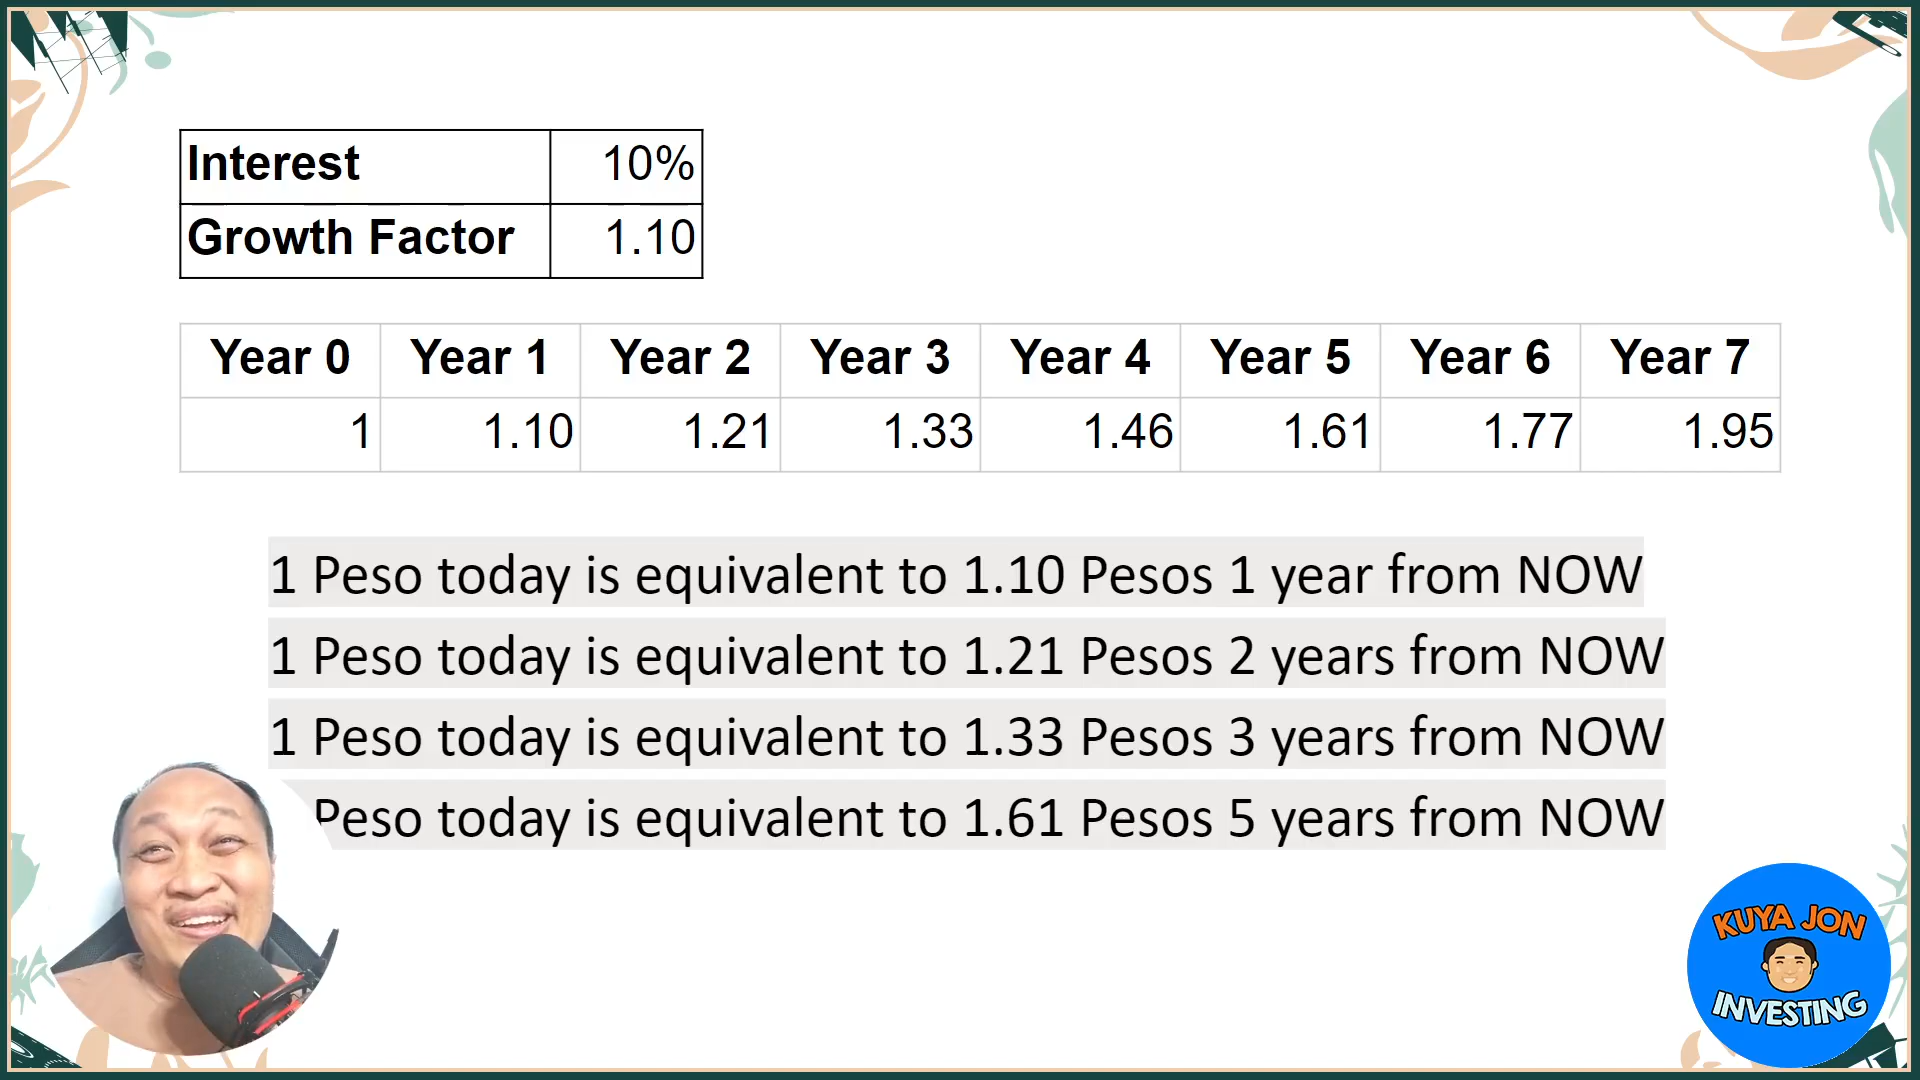 Interest 10%
Growth Factor 1.10
Year 0 Year 1 Year 2 Year 3 Year 4 Year 5 Year 6 Year 7
1 1.10 1.21 1.33 1.46 1.61 1.77 1.95
1 Peso today is equivalent to 1.10 Pesos 1 year from NOW
1 Peso today is equivalent to 1.21 Pesos 2 years from NOW
1 Peso today is equivalent to 1.33 Pesos 3 years from NOW
Peso today is equivalent to 1.61 Pesos 5 years from NOW
KUYA JON
INVESTING